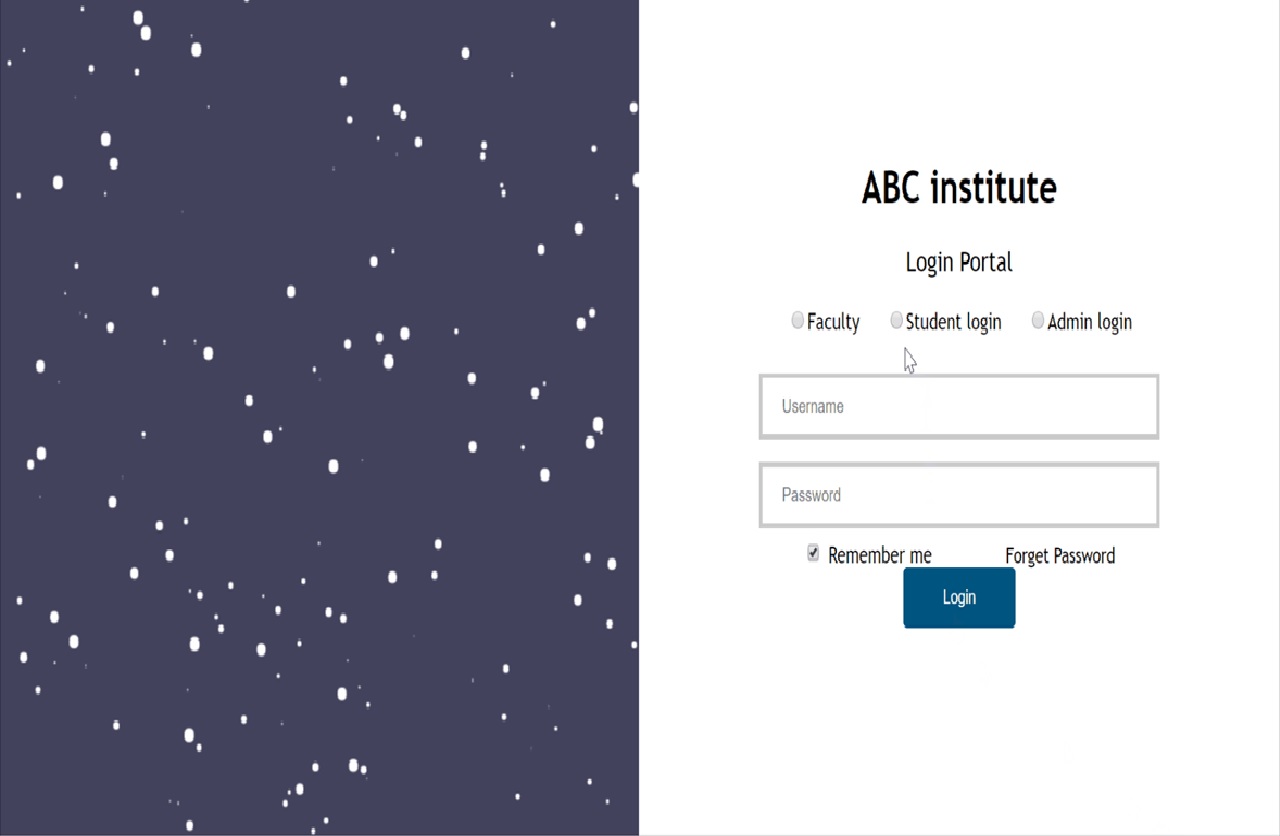 ABC institute
Login Portal
Faculty Student login Admin login
Username
Password
Remember me Forget Password
Login